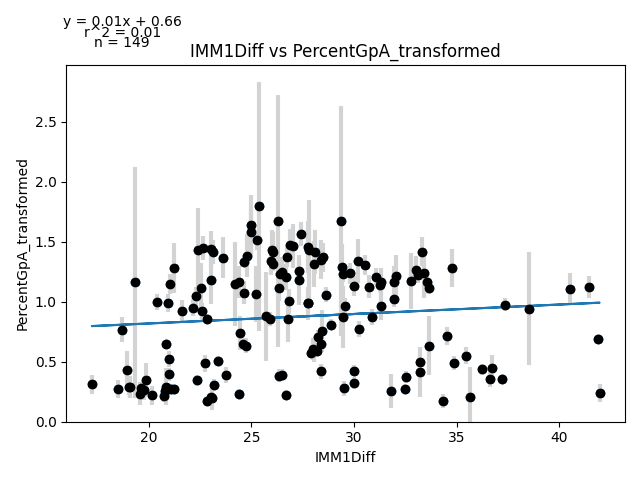 y = 0.01x + 0.66
r^2 = 0.01
n = 149
IMM1Diff vs PercentGpA_transformed
PercentGpA_transformed
2.5
2.0
1.5
1.0
0.5
0.0
20 25 30 35 40
IMM1Diff